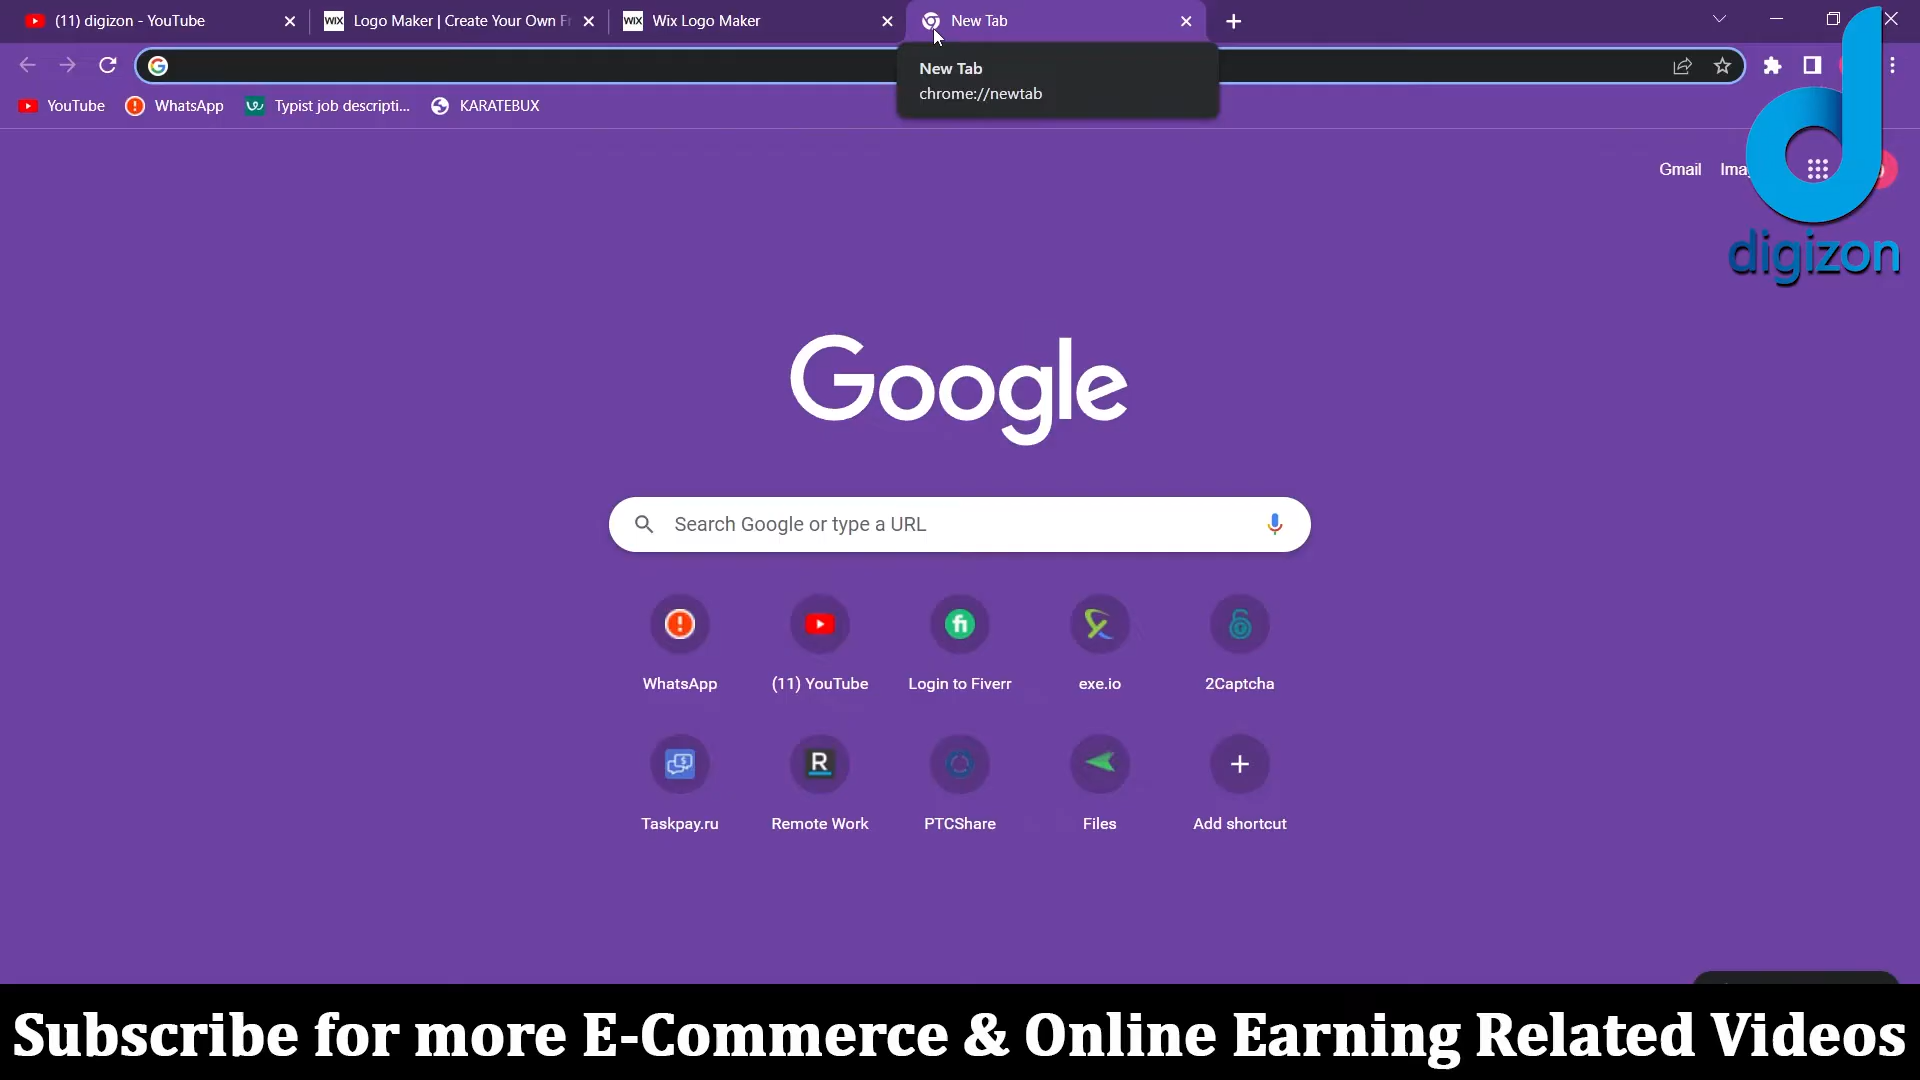 (11) digizon - YouTube
WIX Logo Maker | Create Your Own
WIX Wix Logo Maker
New Tab
New Tab
chrome://newtab
YouTube
WhatsApp
Typist job descripti...
KARATEBUX
Gmail
digizon
Google
Search Google or type a URL
WhatsApp
(11) YouTube
Login to Fiverr
exe.io
2Captcha
Taskpay.ru
Remote Work
PTCShare
Files
Add shortcut
Subscribe for more E-Commerce & Online Earning Related Videos